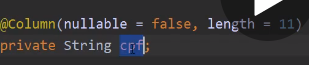 @Column(nullable = false, length = 11)
private String cpf;